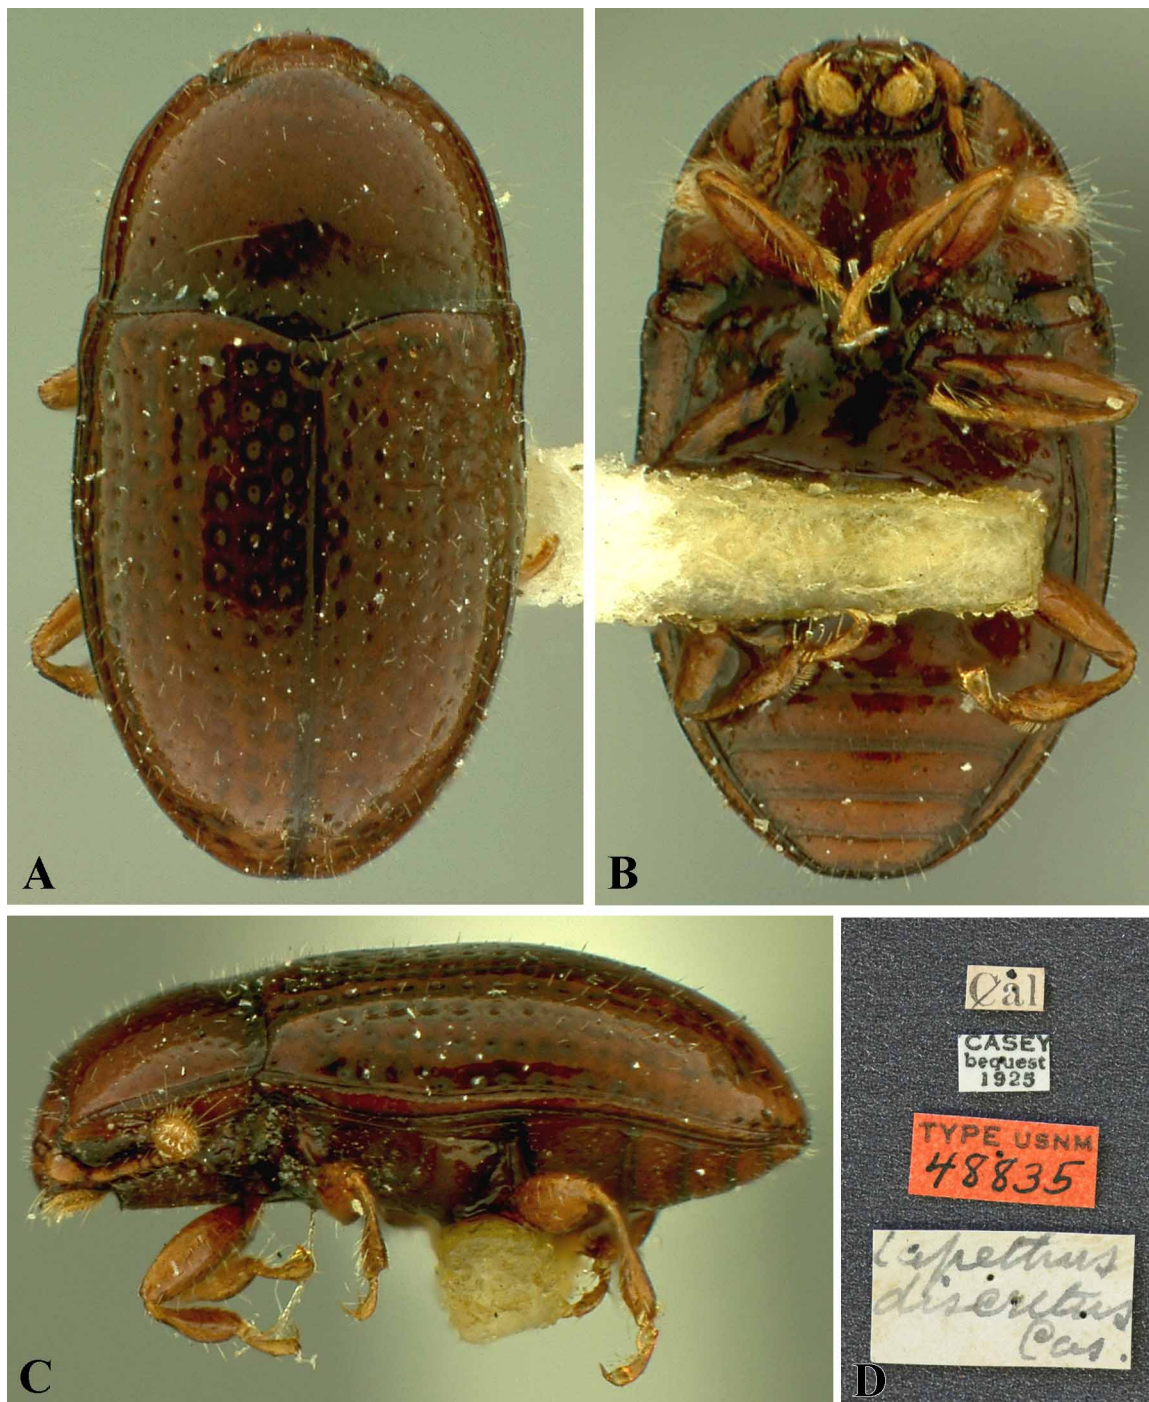 A
B
C
Cal
CASEY
bequest
1925
TYPE USNM
48835
Lapethus
discretus
Cas.
D